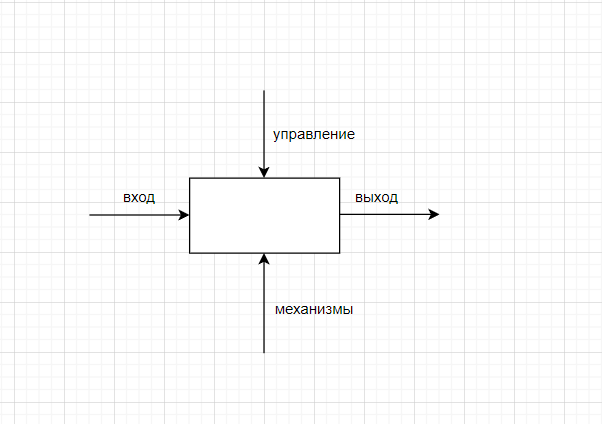 управление
вход
выход
механизмы